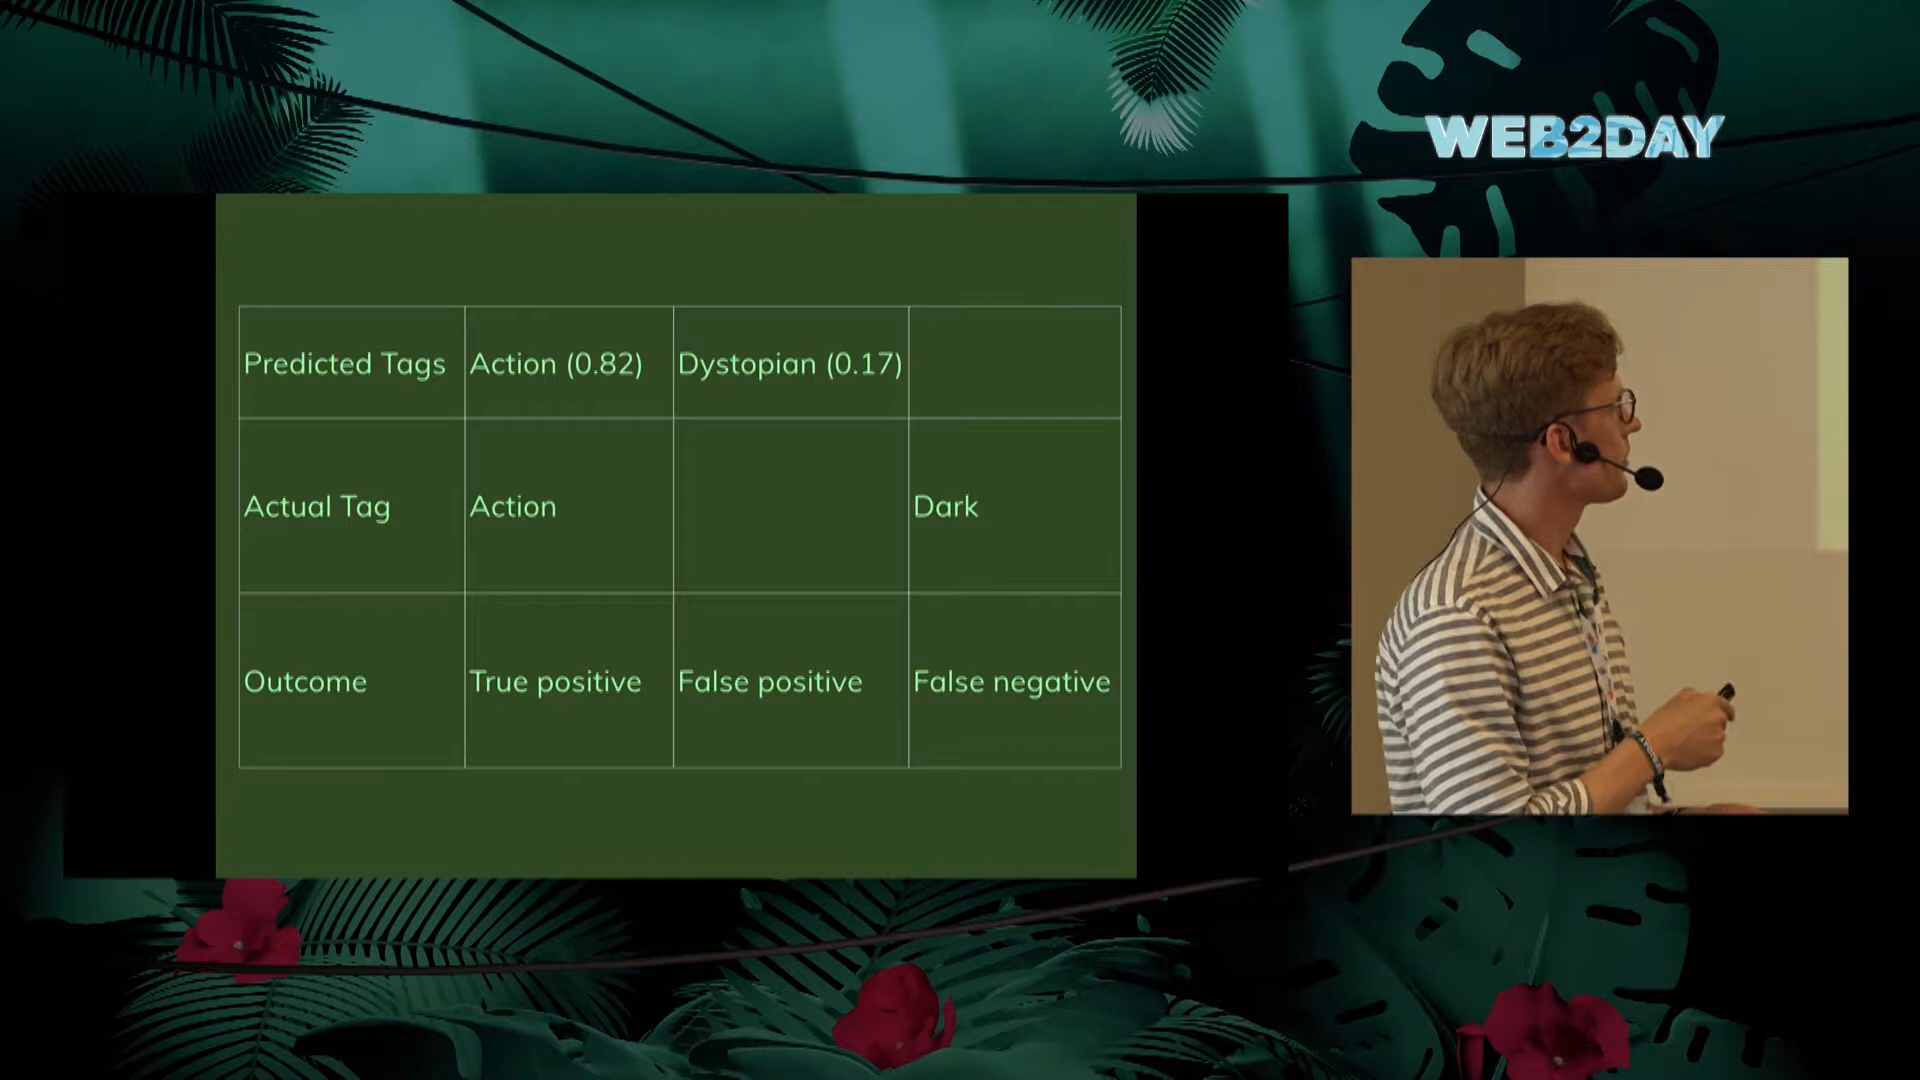 WEB2DAY
Predicted Tags Action (0.82) Dystopian (0.17)
Actual Tag Action Dark
Outcome True positive False positive False negative